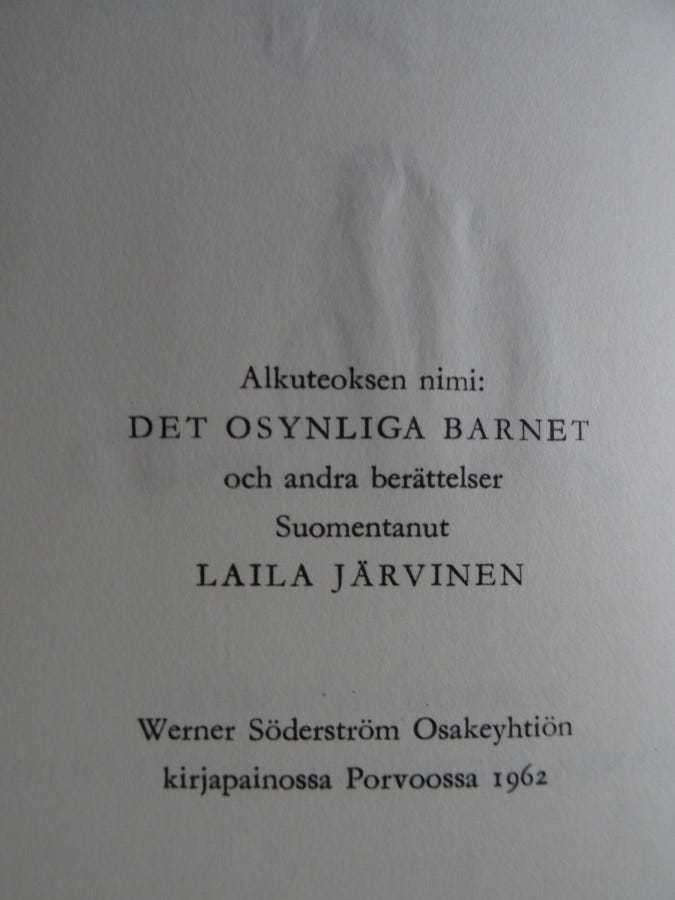 Alkuteoksen nimi:
DET OSYNLIGA BARNET
och andra berättelser
Suomentanut
LAILA JÄRVINEN
Werner Söderström Osakeyhtiön
kirjapainossa Porvoossa 1962